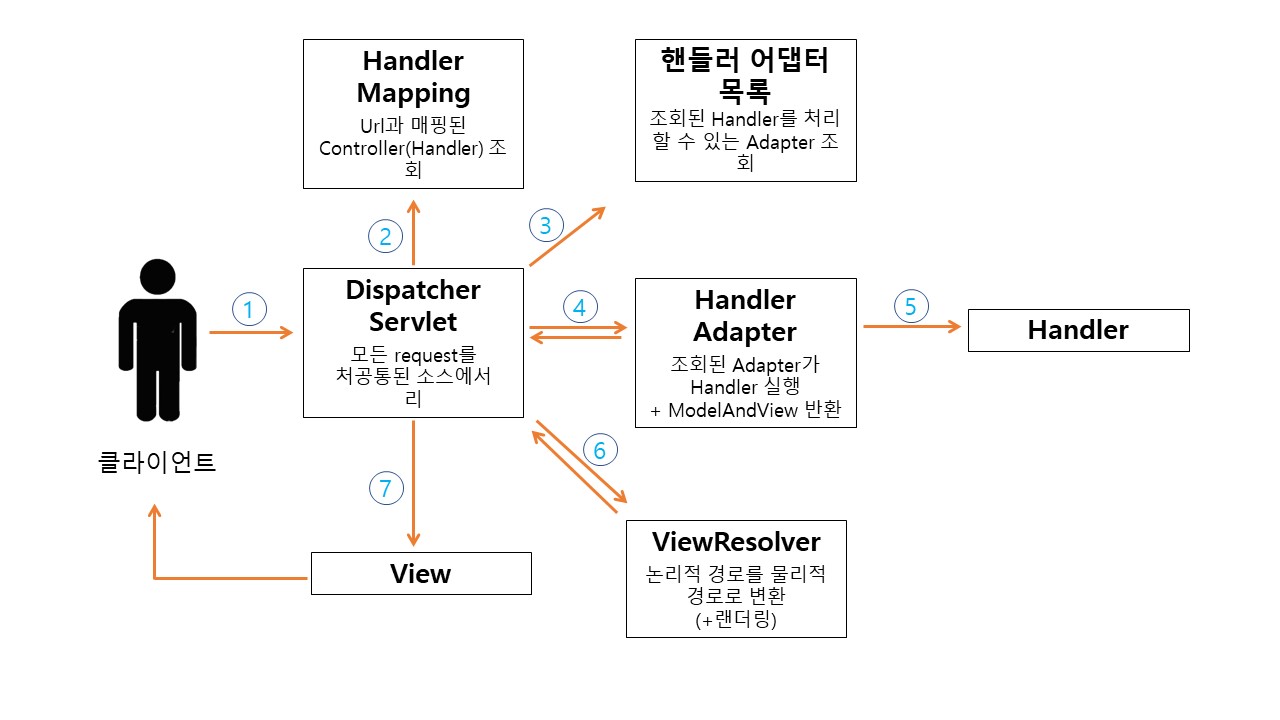 Handler
Mapping
Url과 매핑된
Controller(Handler) 조
회
핸들러 어댑터
목록
조회된 Handler를 처리
할 수 있는 Adapter 조
회
2
3
1
Dispatcher
Servlet
모든 request를
처공통된 소스에서
리
4
Handler
Adapter
조회된 Adapter가
Handler 실행
+ ModelAndView 반환
5
Handler
클라이언트
6
7
View
ViewResolver
논리적 경로를 물리적
경로로 변환
(+랜더링)